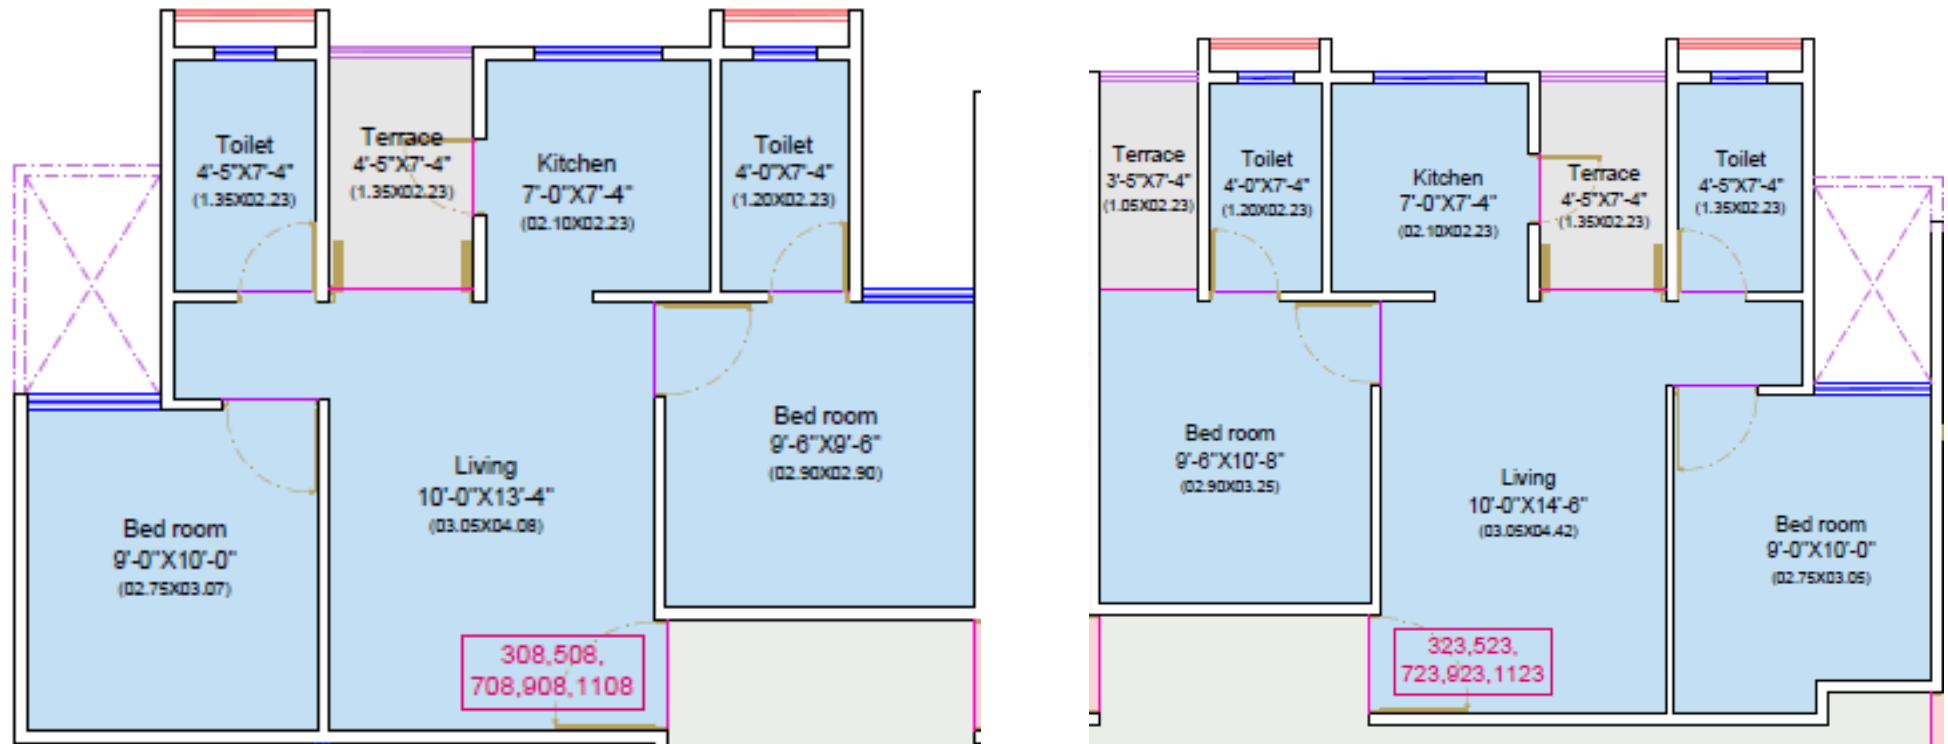 Toilet
4'-5"X7'-4"
(1.35X02.23)
Terrace
4'-5"X7'-4"
(1.35X02.23)
Kitchen
7'-0"X7'-4"
(02.10X02.23)
Toilet
4'-0"X7'-4"
(1.20X02.23)
Bed room
9'-6"X9'-6"
(02.90X02.90)
Living
10'-0"X13'-4"
(03.05X04.08)
Bed room
9'-0"X10'-0"
(02.75X03.07)
308,508,
708,908,1108
Terrace
3'-5"X7'-4"
(1.05X02.23)
Toilet
4'-0"X7'-4"
(1.20X02.23)
Kitchen
7'-0"X7'-4"
(02.10X02.23)
Terrace
4'-5"X7'-4"
(1.35X02.23)
Toilet
4'-5"X7'-4"
(1.35X02.23)
Bed room
9'-6"X10'-8"
(02.90X03.25)
Living
10'-0"X14'-6"
(03.05X04.42)
Bed room
9'-0"X10'-0"
(02.75X03.05)
323,523,
723,923,1123